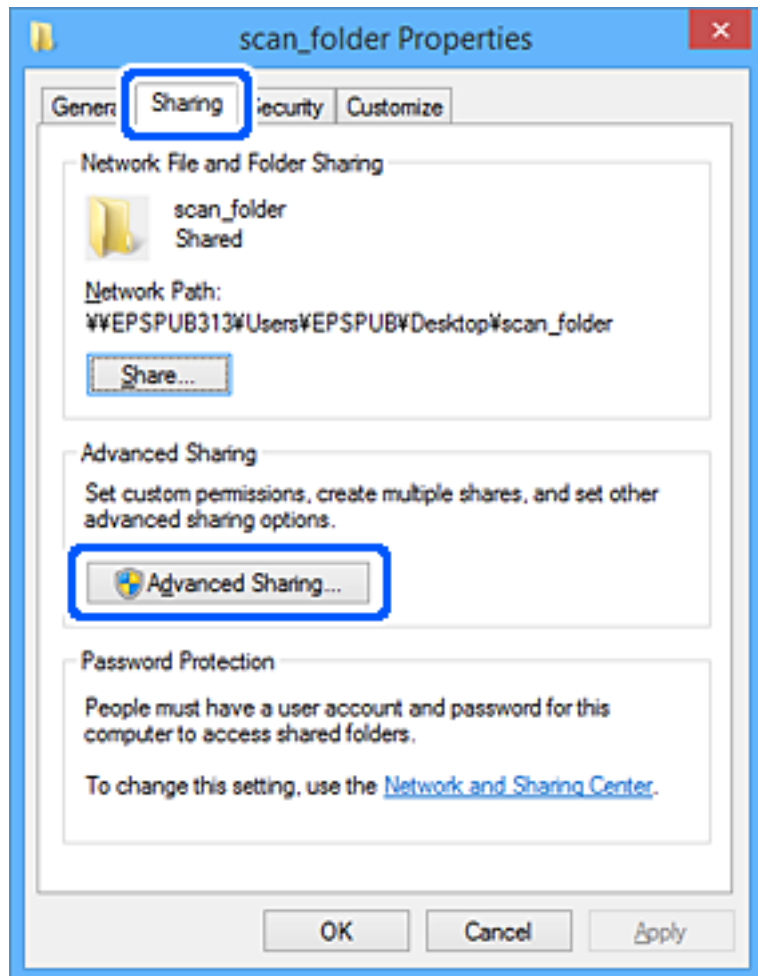 scan_folder Properties
General Sharing Security Customize
Network File and Folder Sharing
scan_folder
Shared
Network Path:
¥¥EPSPUB313¥Users¥EPSPUB¥Desktop¥scan_folder
Share...
Advanced Sharing
Set custom permissions, create multiple shares, and set other
advanced sharing options.
Advanced Sharing...
Password Protection
People must have a user account and password for this
computer to access shared folders.
To change this setting, use the Network and Sharing Center.
OK Cancel Apply